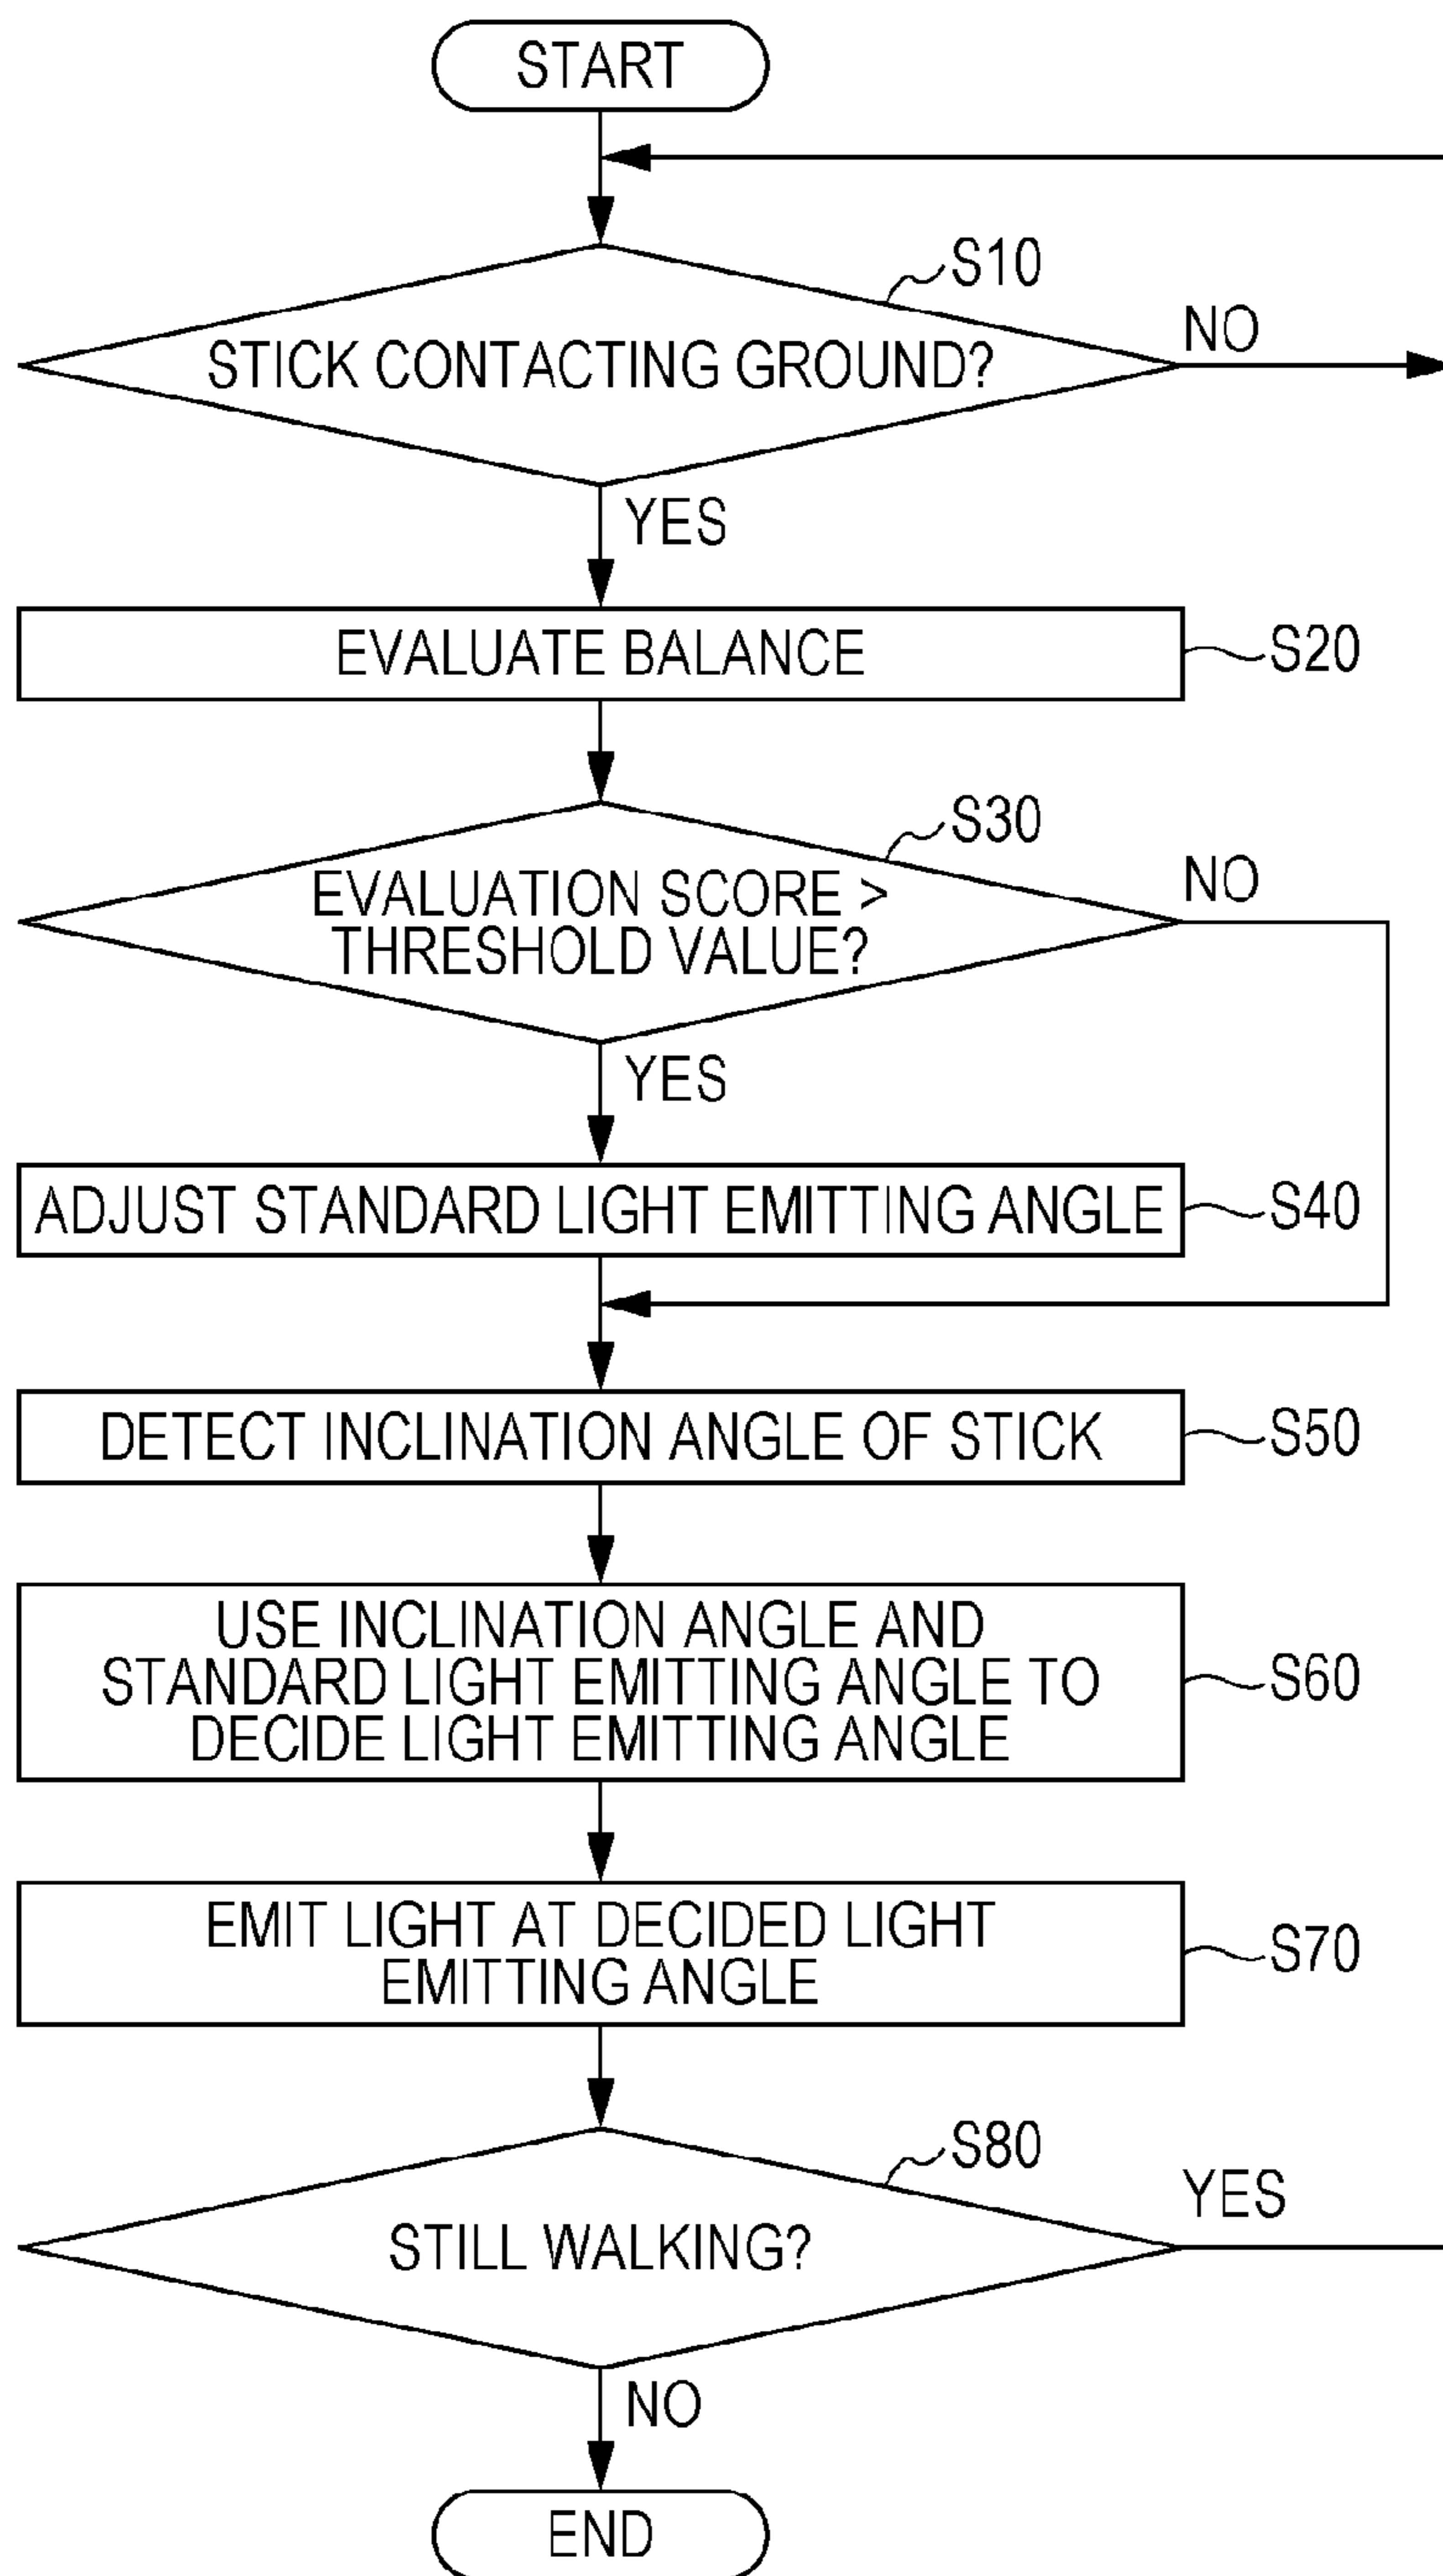 START
S10
STICK CONTACTING GROUND?
NO
YES
EVALUATE BALANCE
S20
S30
EVALUATION SCORE >
THRESHOLD VALUE?
NO
YES
ADJUST STANDARD LIGHT EMITTING ANGLE
S40
DETECT INCLINATION ANGLE OF STICK
S50
USE INCLINATION ANGLE AND
STANDARD LIGHT EMITTING ANGLE TO
DECIDE LIGHT EMITTING ANGLE
S60
EMIT LIGHT AT DECIDED LIGHT
EMITTING ANGLE
S70
S80
STILL WALKING?
YES
NO
END